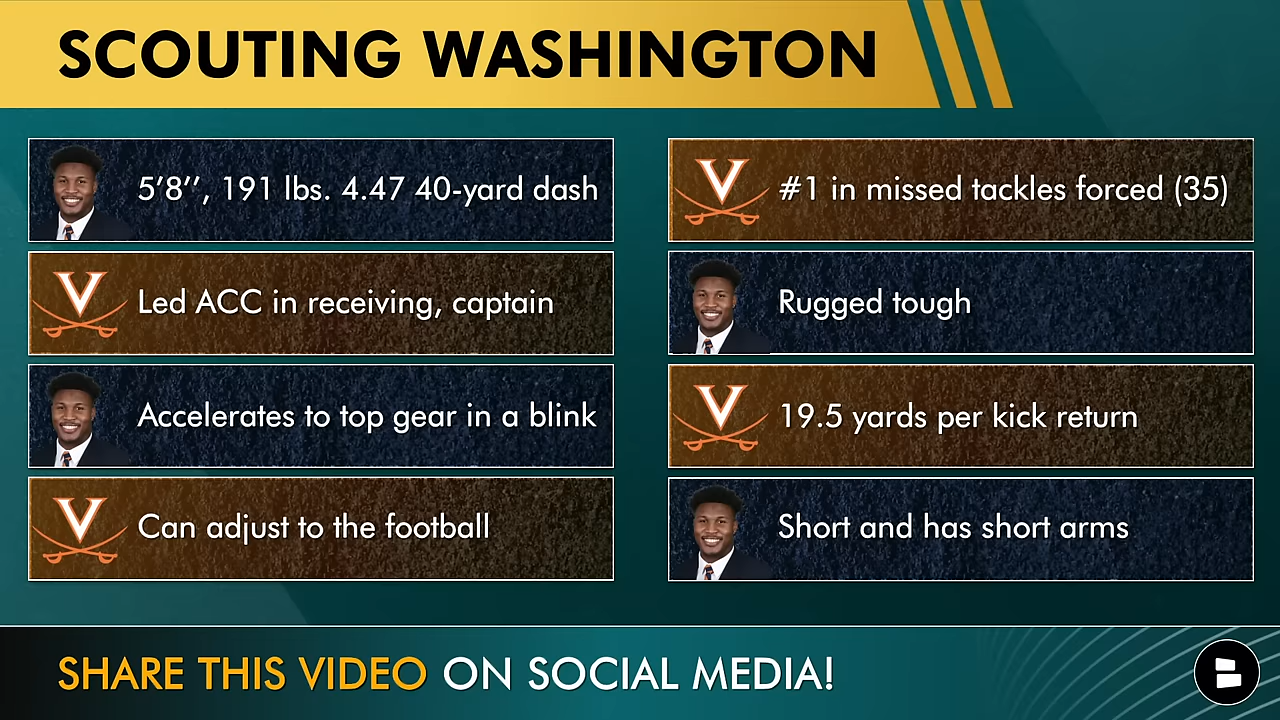 SCOUTING WASHINGTON
5'8'', 191 lbs. 4.47 40-yard dash
Led ACC in receiving, captain
Accelerates to top gear in a blink
Can adjust to the football
#1 in missed tackles forced (35)
Rugged tough
19.5 yards per kick return
Short and has short arms
SHARE THIS VIDEO ON SOCIAL MEDIA!